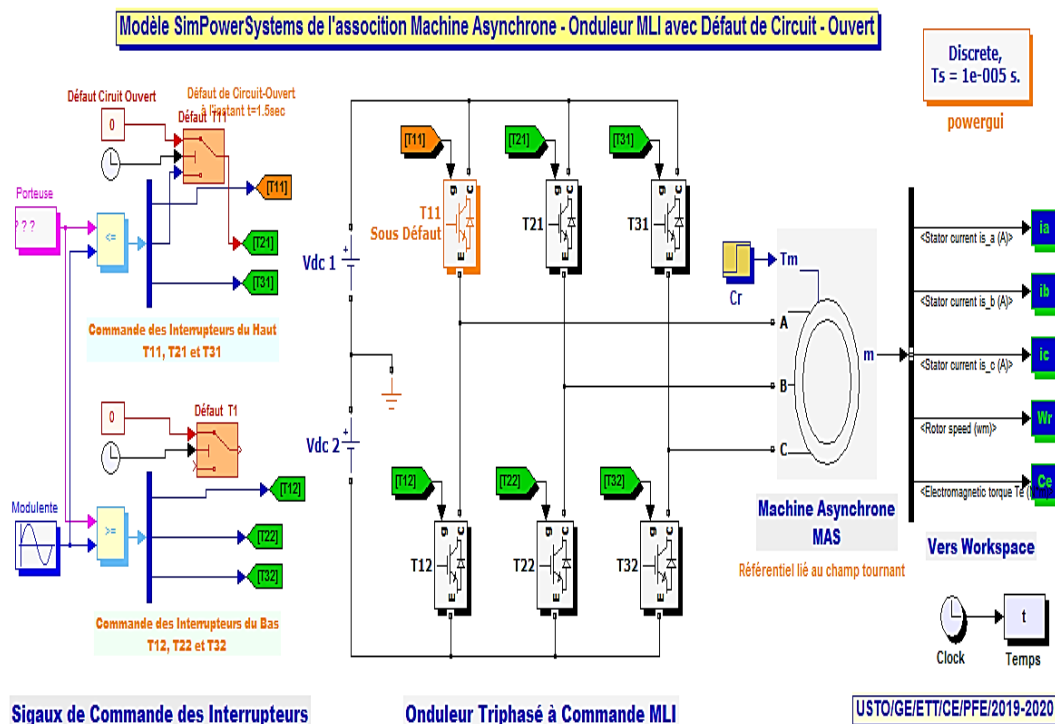 Modèle SimPowerSystems de l'assocition Machine Asynchrone - Onduleur MLI avec Défaut de Circuit - Ouvert
Discrete,
Ts = 1e-005 s.
powergui
Défaut Ciruit Ouvert
Défaut de Circuit-Ouvert
à l'instant t=1.5sec
Défaut T11
0
Porteuse
? ? ?
<=
[T11]
[T21]
[T31]
Commande des Interrupteurs du Haut
T11, T21 et T31
0
Défaut T1
Modulente
>=
[T12]
[T22]
[T32]
Commande des Interrupteurs du Bas
T12, T22 et T32
Sigaux de Commande des Interrupteurs
[T11]
[T21]
[T31]
g
C
E
T11
Sous Défaut
g
C
E
T21
g
C
E
T31
Vdc 1
+
Vdc 2
+
[T12]
[T22]
[T32]
g
C
E
T12
g
C
E
T22
g
C
E
T32
Onduleur Triphasé à Commande MLI
Cr
Tm
A
B
C
m
Machine Asynchrone
MAS
Référentiel lié au champ tournant
<Stator current is_a (A)>
ia
<Stator current is_b (A)>
ib
<Stator current is_c (A)>
ic
<Rotor speed (wm)>
Wr
<Electromagnetic torque Te
Ce
Vers Workspace
Clock
t
Temps
USTO/GE/ETT/CE/PFE/2019-2020